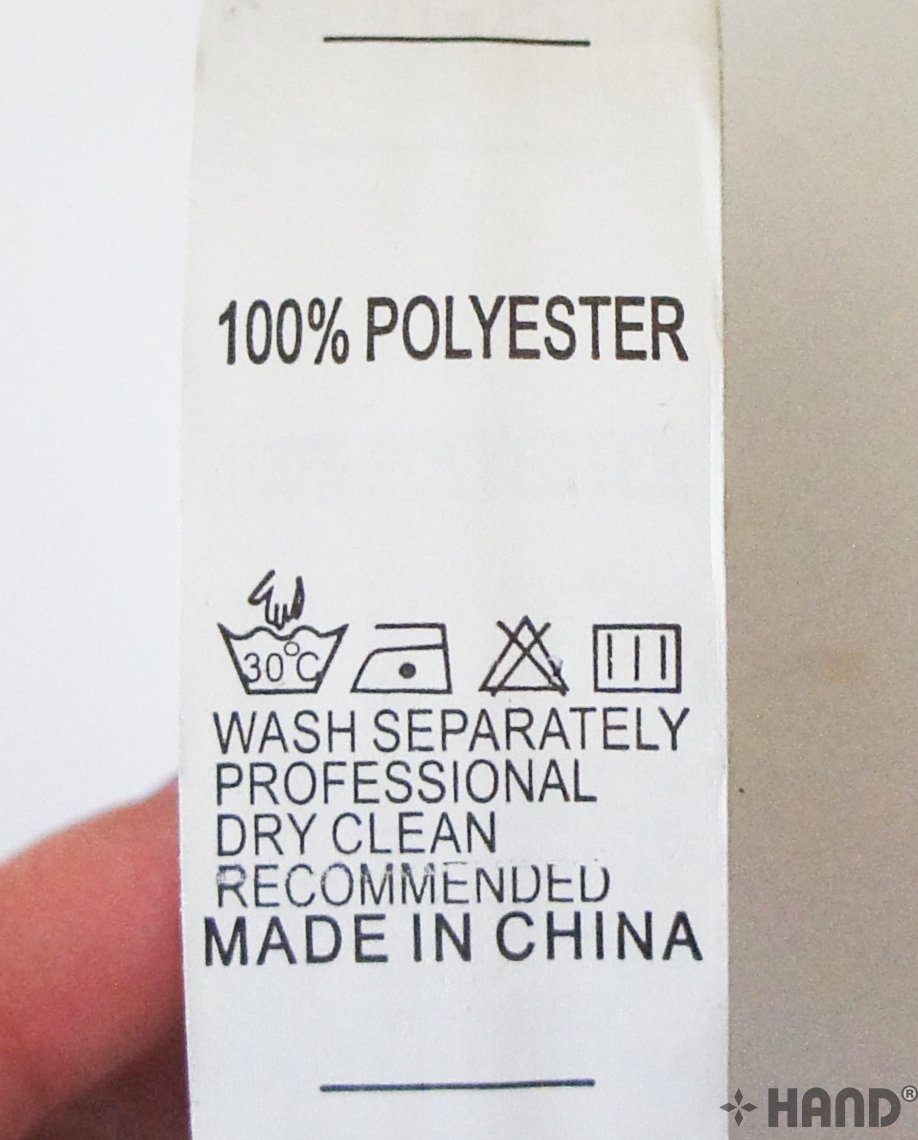 100% POLYESTER
30°C
WASH SEPARATELY
PROFESSIONAL
DRY CLEAN
RECOMMENDED
MADE IN CHINA
HAND®